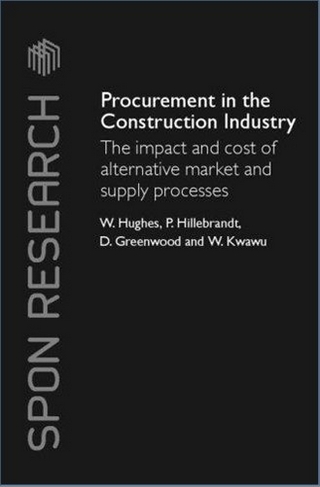 SPON RESEARCH
Procurement in the
Construction Industry
The impact and cost of
alternative market and
supply processes
W. Hughes, P. Hillebrandt,
D. Greenwood and W. Kwawu